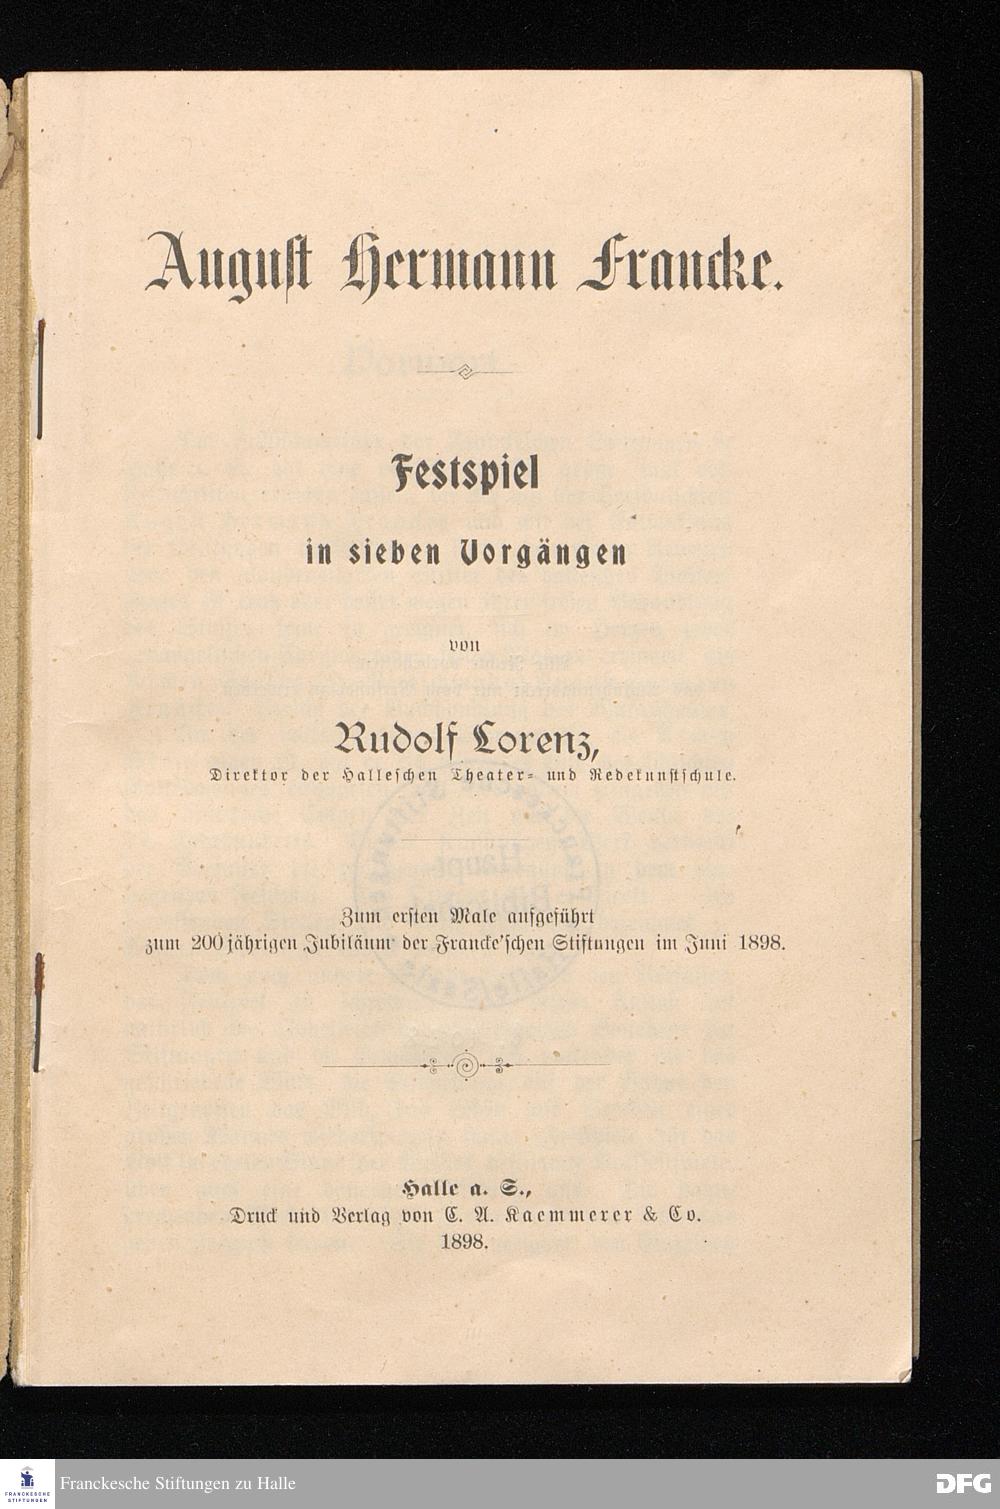 August Hermann Francke.
Festspiel
in sieben Vorgängen
von
Rudolf Lorenz,
Direktor der Halleschen Theater- und Redekunstschule.
Zum ersten Male aufgeführt
zum 200jährigen Jubiläum der Francke'schen Stiftungen im Juni 1898.
Halle a. S.,
Druck und Verlag von C. A. Kaemmerer & Co.
1898.
FRANCKESCHE
STIFTUNGEN
Franckesche Stiftungen zu Halle
DFG